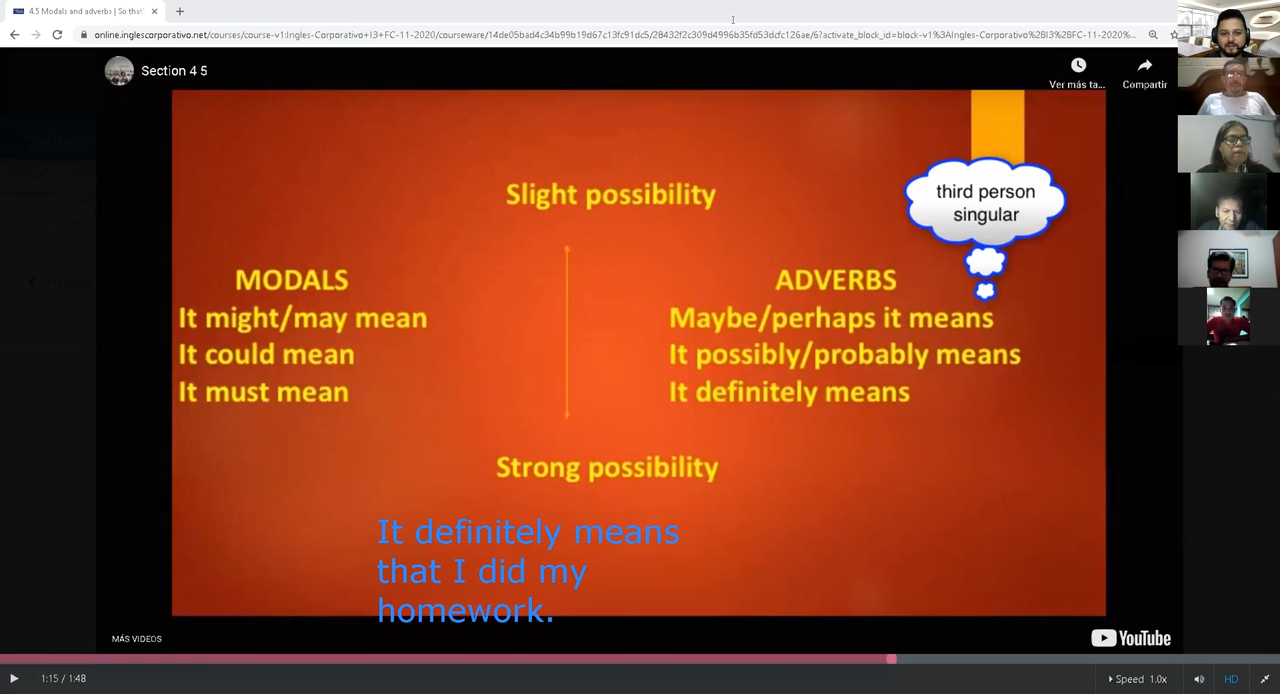 4.5 Modals and adverbs | So that
online.inglescorporativo.net/courses/course-v1:Ingles-Corporativo+I3+FC-11-2020/courseware/14de05bad4c34b99b19d67c13fc91dc5/28432f2c309d4996b35fd53dcfc126ae/6?activate_block_id=block-v1%3AIngles-Corporativo%2BI3%2BFC-11-2020%...
Section 4 5
Ver más ta...
Compartir
Slight possibility
third person
singular
MODALS
It might/may mean
It could mean
It must mean
ADVERBS
Maybe/perhaps it means
It possibly/probably means
It definitely means
Strong possibility
It definitely means
that I did my
homework.
MÁS VIDEOS
YouTube
1:15 / 1:48
Speed 1.0x
HD